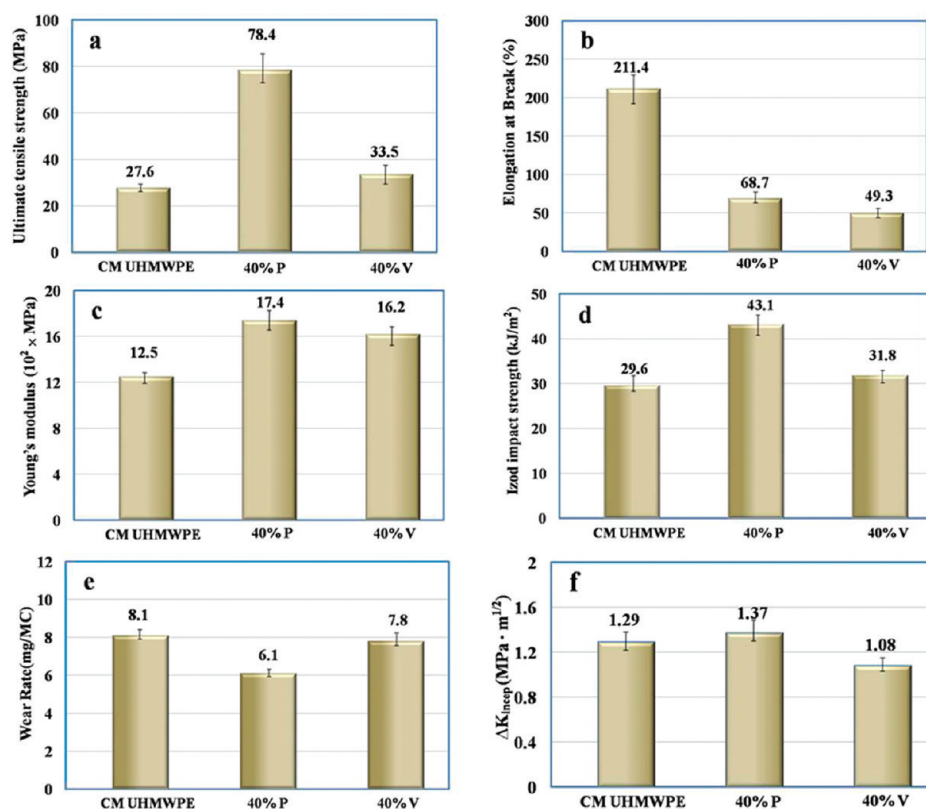 a
Ultimate tensile strength (MPa)
100
80
60
40
20
0
27.6
78.4
33.5
CM UHMWPE
40% P
40% V
b
Elongation at Break (%)
300
250
200
150
100
50
0
211.4
68.7
49.3
CM UHMWPE
40% P
40% V
c
Young's modulus (10² × MPa)
20
16
12
8
4
0
12.5
17.4
16.2
CM UHMWPE
40% P
40% V
d
Izod impact strength (kJ/m²)
50
40
30
20
10
0
29.6
43.1
31.8
CM UHMWPE
40% P
40% V
e
Wear Rate(mg/MC)
12
10
8
6
4
2
0
8.1
6.1
7.8
CM UHMWPE
40% P
40% V
f
ΔKIncep(MPa · m1/2)
2
1.6
1.2
0.8
0.4
0
1.29
1.37
1.08
CM UHMWPE
40% P
40% V